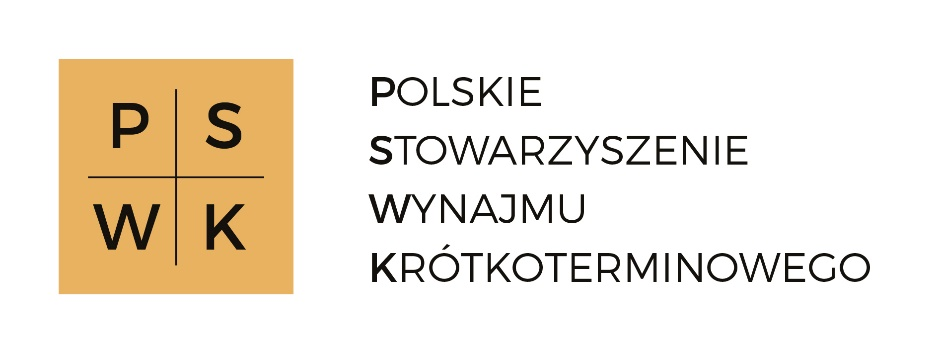 P S
W K
POLSKIE
STOWARZYSZENIE
WYNAJMU
KRÓTKOTERMINOWEGO